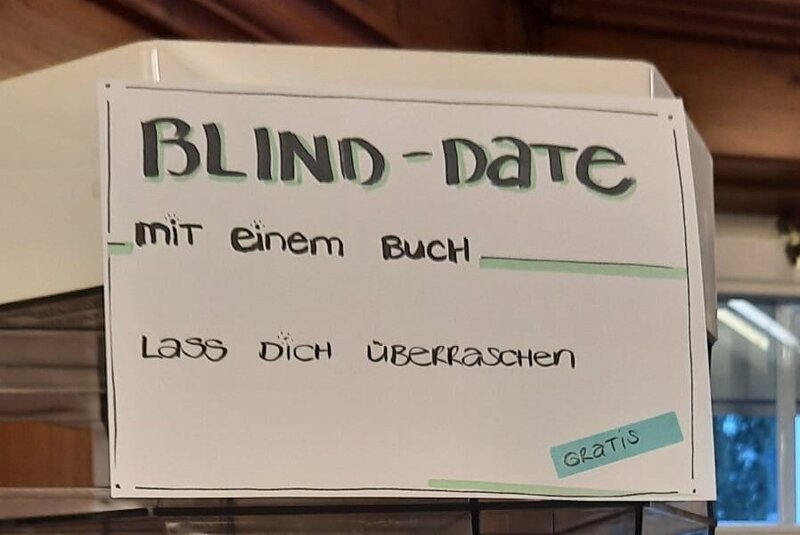 BLIND-Date
mit einem Buch
Lass Dich überraschen
Gratis